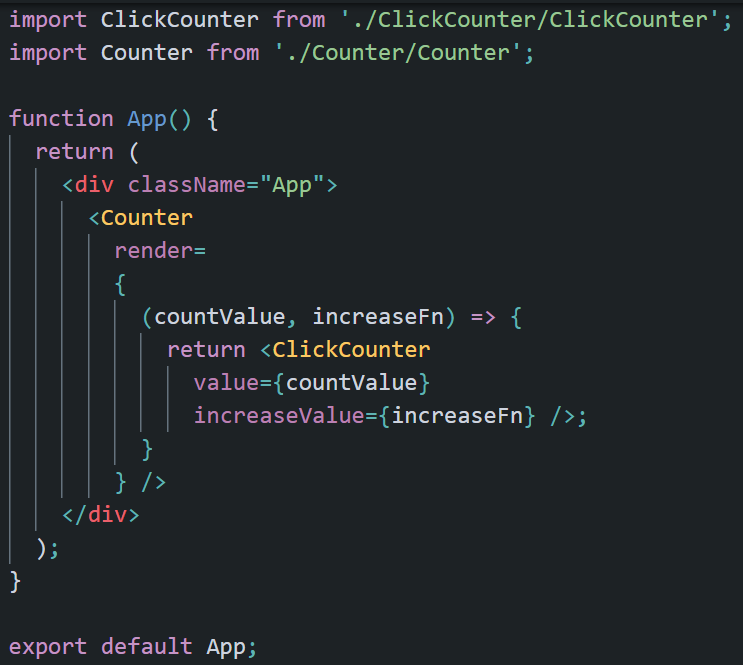 import ClickCounter from './ClickCounter/ClickCounter';
import Counter from './Counter/Counter';

function App() {
  return (
    <div className="App">
      <Counter
        render=
        {
          (countValue, increaseFn) => {
            return <ClickCounter
              value={countValue}
              increaseValue={increaseFn} />;
          }
        } />
    </div>
  );
}

export default App;